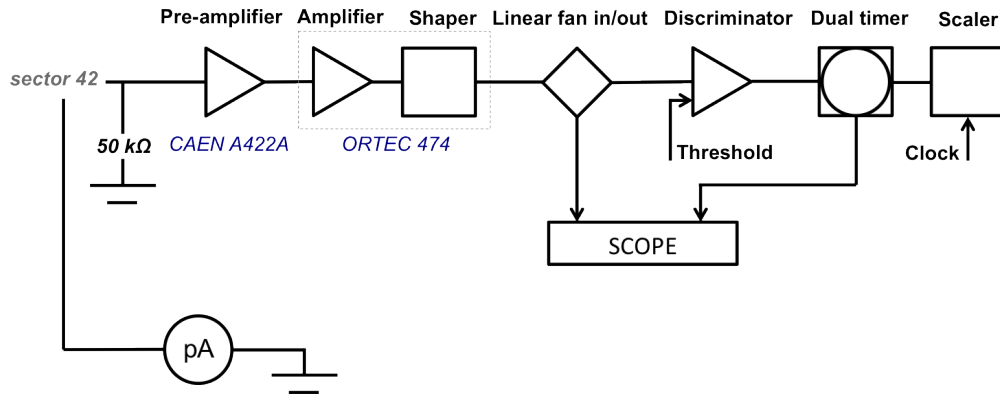 Pre-amplifier Amplifier Shaper Linear fan in/out Discriminator Dual timer Scaler
sector 42
50 kΩ CAEN A422A ORTEC 474 Threshold Clock
SCOPE
pA